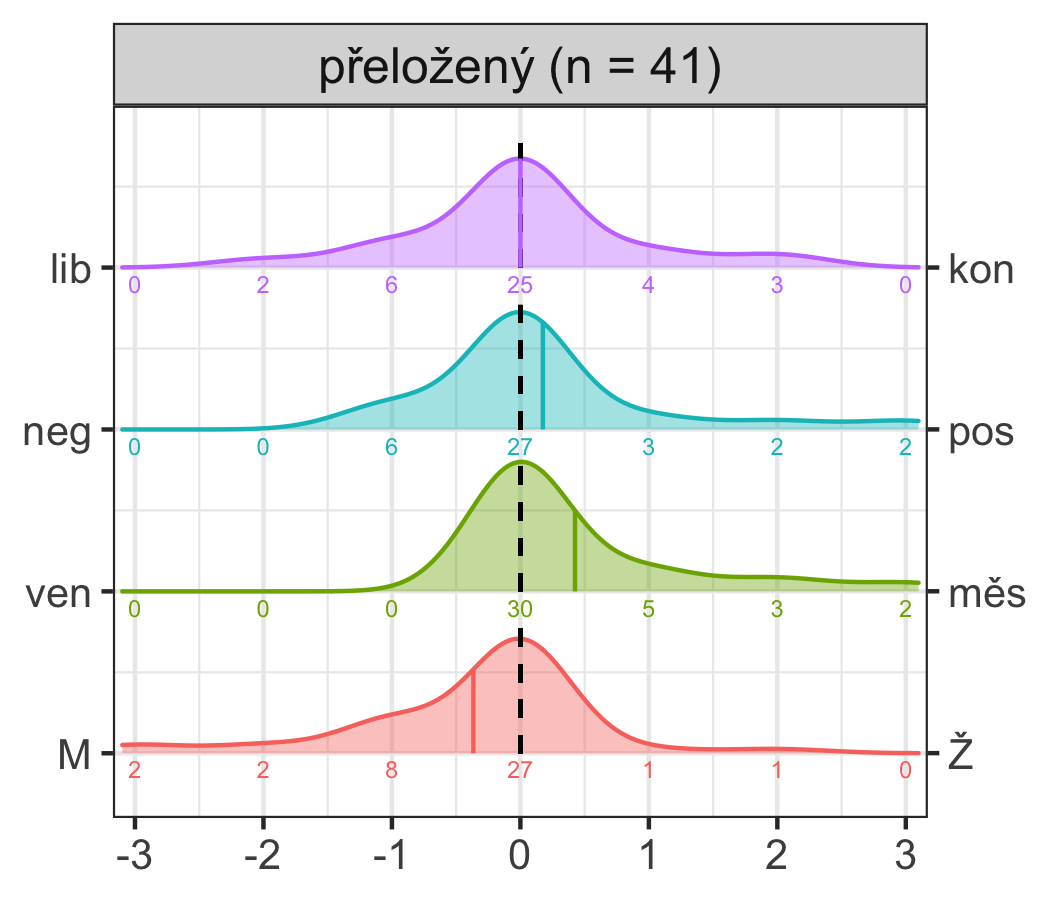 přeložený (n = 41)
lib kon
0 2 6 25 4 3 0
neg pos
0 0 6 27 3 2 2
ven měs
0 0 0 30 5 3 2
M Ž
2 2 8 27 1 1 0
-3 -2 -1 0 1 2 3